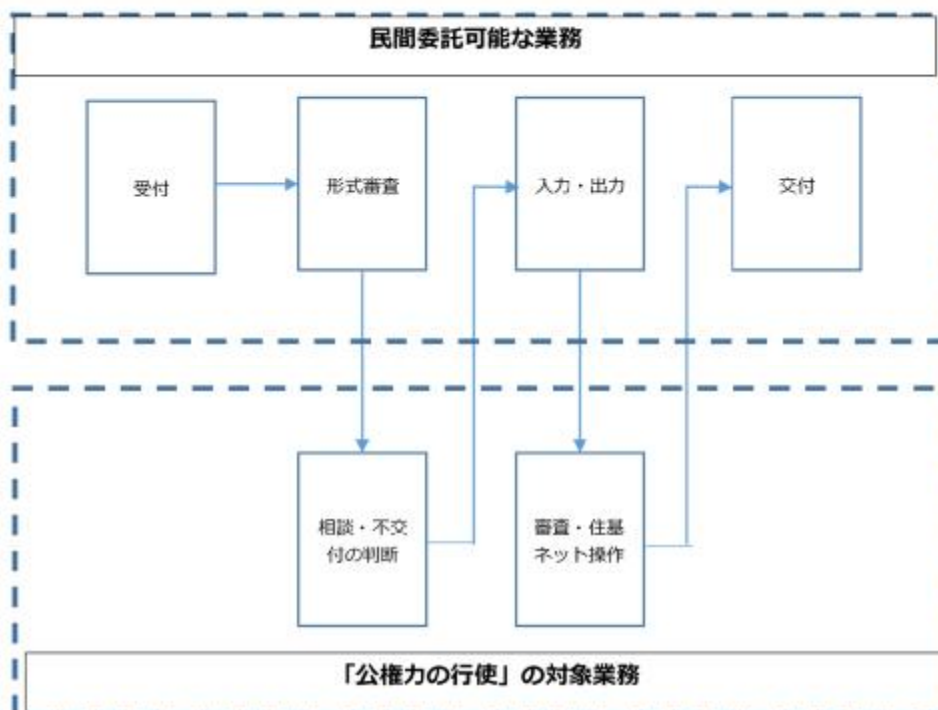 民間委託可能な業務
受付
形式審査
入力・出力
交付
相談・不交
付の判断
審査・住基
ネット操作
「公権力の行使」の対象業務